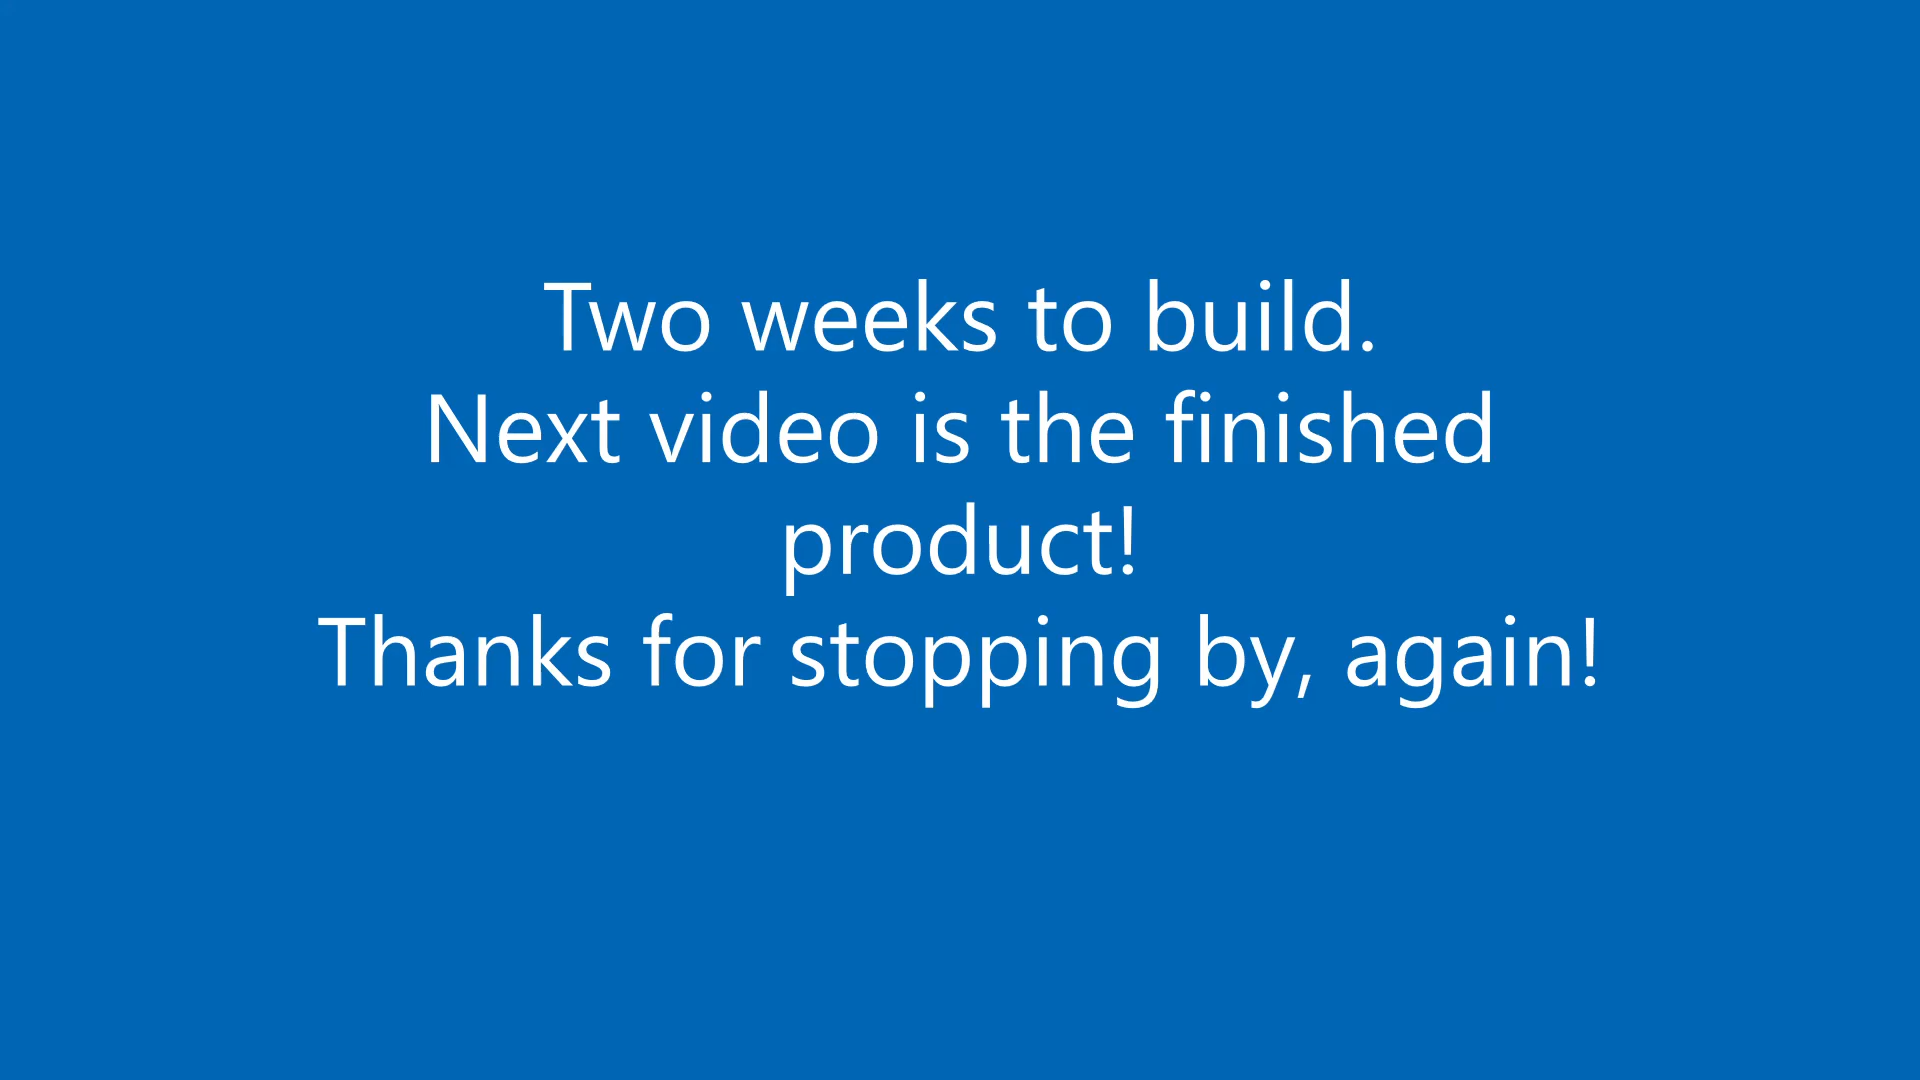 Two weeks to build.
Next video is the finished
product!
Thanks for stopping by, again!